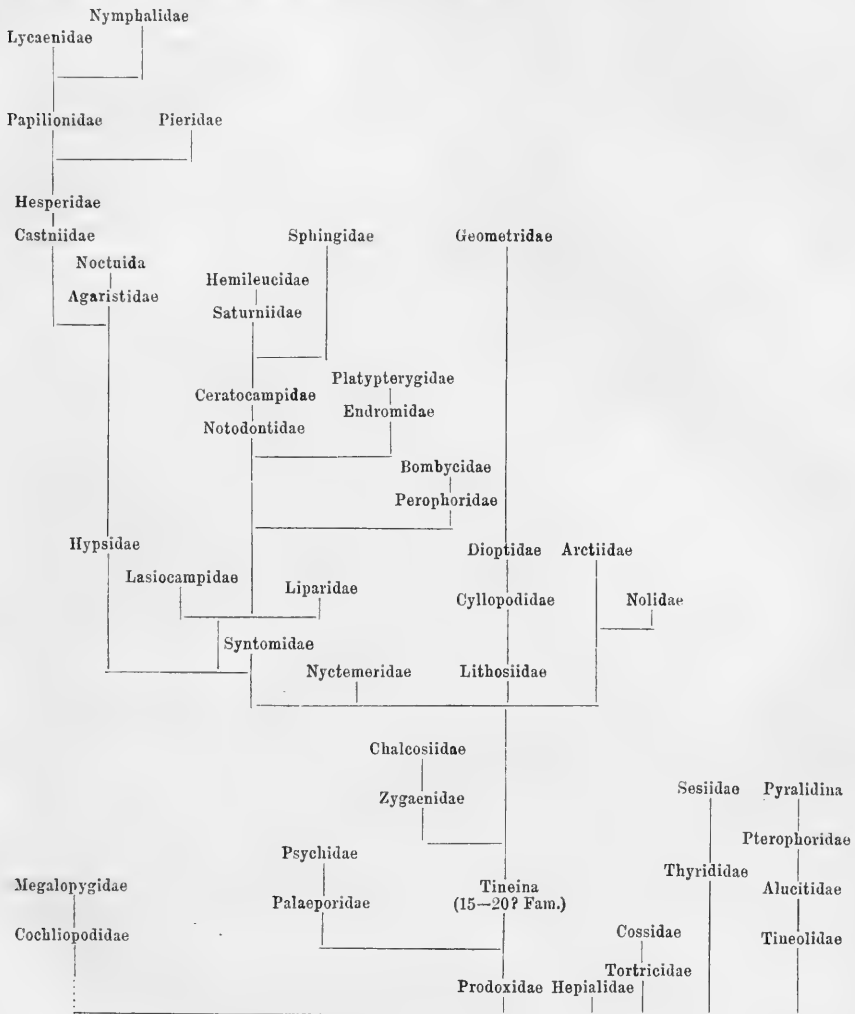 Nymphalidae
Lycaenidae
Papilionidae Pieridae
Hesperidae
Castniidae Sphingidae Geometridae
Noctuida
Hemileucidae
Agaristidae
Saturniidae
Platypterygidae
Ceratocampidae
Endromidae
Notodontidae
Bombycidae
Perophoridae
Hypsidae Dioptidae Arctiidae
Lasiocampidae
Liparidae
Cyllopodidae Nolidae
Syntomidae
Nyctemeridae Lithosiidae
Chalcosiidae
Sesiidae Pyralidina
Zygaenidae
Pterophoridae
Psychidae
Thyrididae
Megalopygidae Tineina Alucitidae
Palaeporidae (15—20? Fam.)
Cossidae
Cochliopodidae Tineolidae
Tortricidae
Prodoxidae Hepialidae